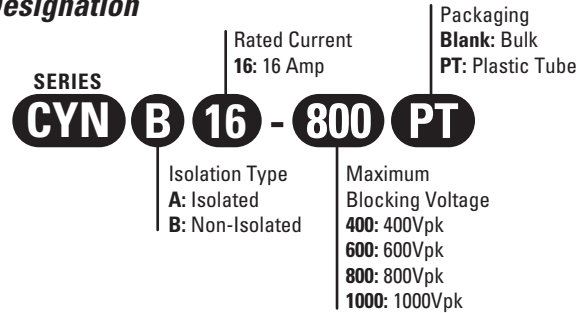 Packaging
Blank: Bulk
PT: Plastic Tube
Rated Current
16: 16 Amp
SERIES
CYN B 16 - 800 PT
Isolation Type
A: Isolated
B: Non-Isolated
Maximum
Blocking Voltage
400: 400Vpk
600: 600Vpk
800: 800Vpk
1000: 1000Vpk